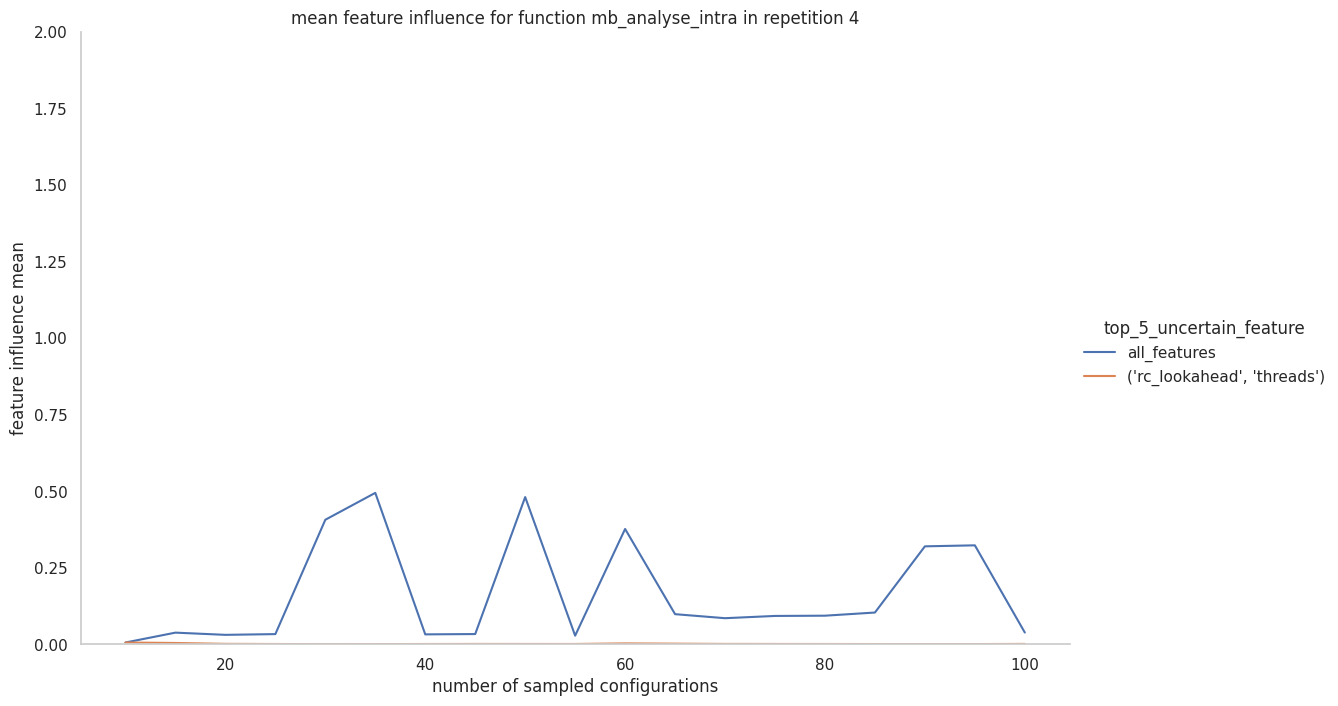 mean feature influence for function mb_analyse_intra in repetition 4
2.00
1.75
1.50
1.25
1.00
0.75
0.50
0.25
0.00
feature influence mean
20
40
60
80
100
number of sampled configurations
top_5_uncertain_feature
all_features
('rc_lookahead', 'threads')